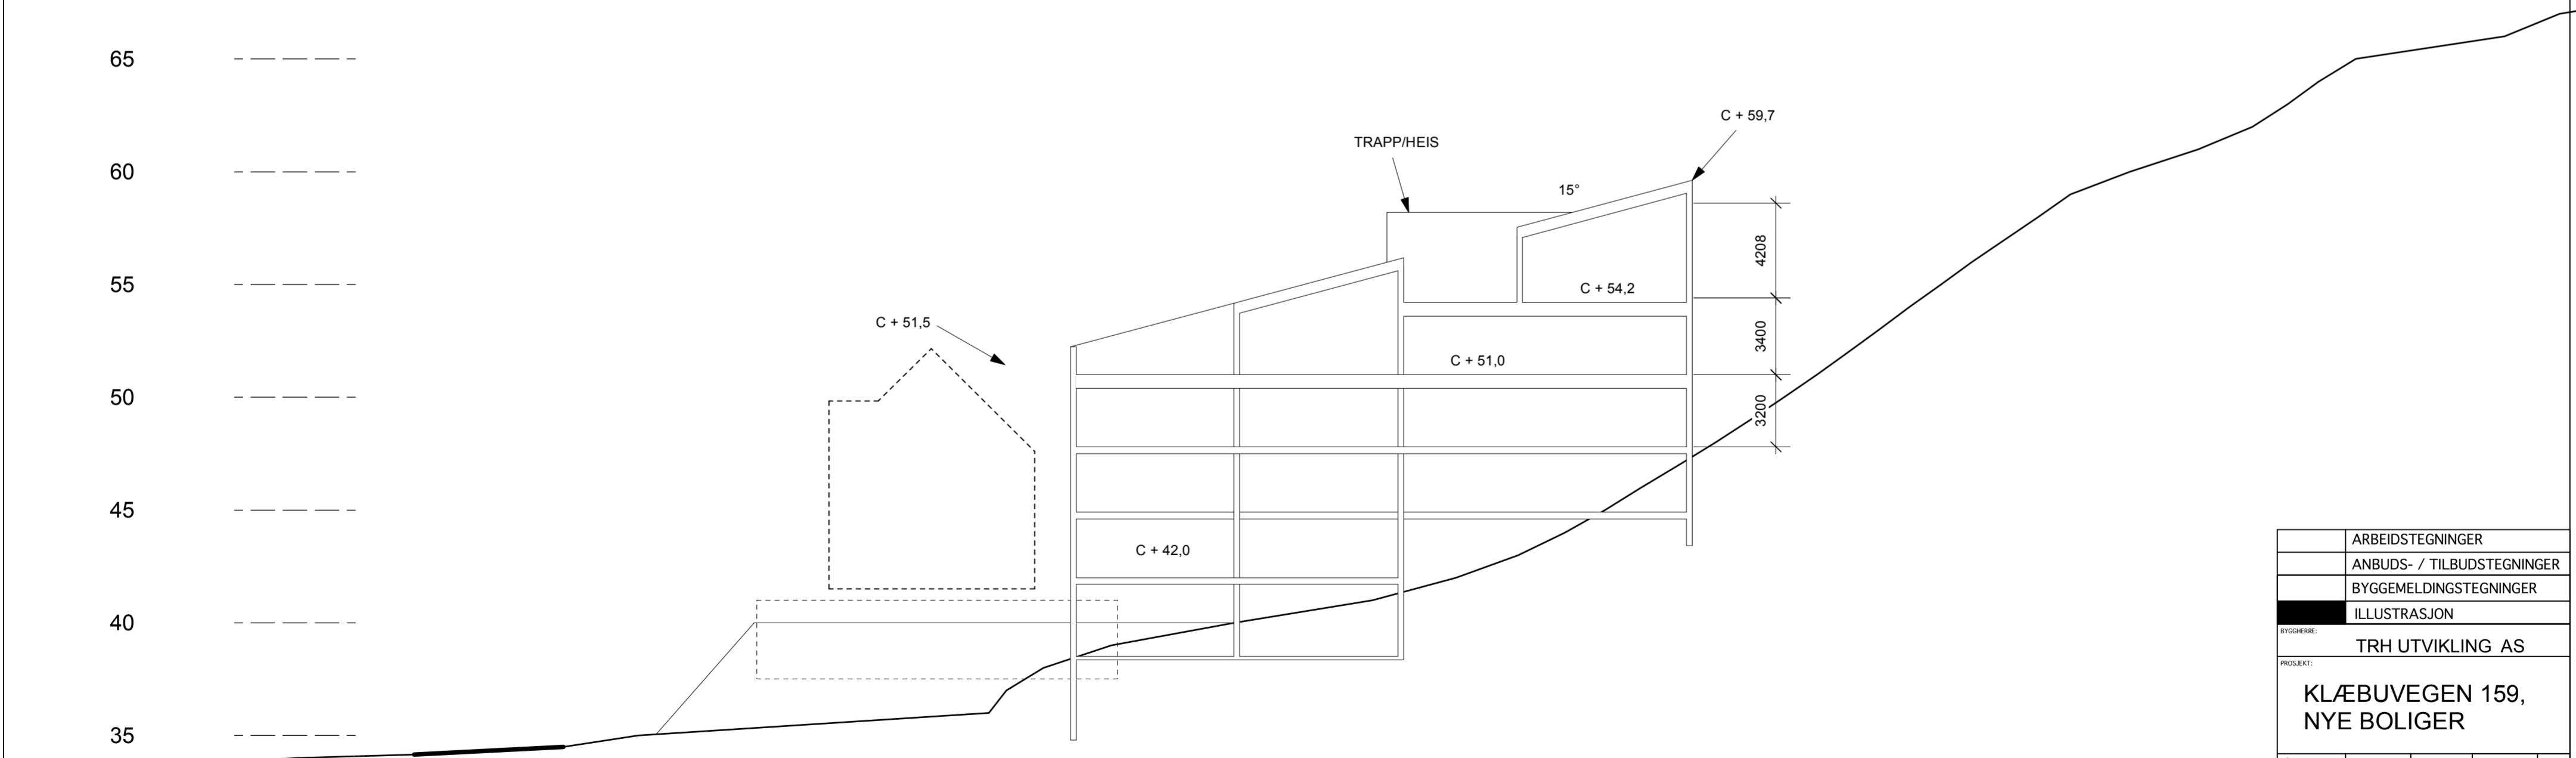 65
60
55
50
45
40
35
C + 59,7
TRAPP/HEIS
15°
4208
C + 54,2
C + 51,5
3400
C + 51,0
3200
C + 42,0
ARBEIDSTEGNINGER
ANBUDS- / TILBUDSTEGNINGER
BYGGEMELDINGSTEGNINGER
ILLUSTRASJON
BYGGHERRE:
TRH UTVIKLING AS
PROSJEKT:
KLÆBUVEGEN 159,
NYE BOLIGER